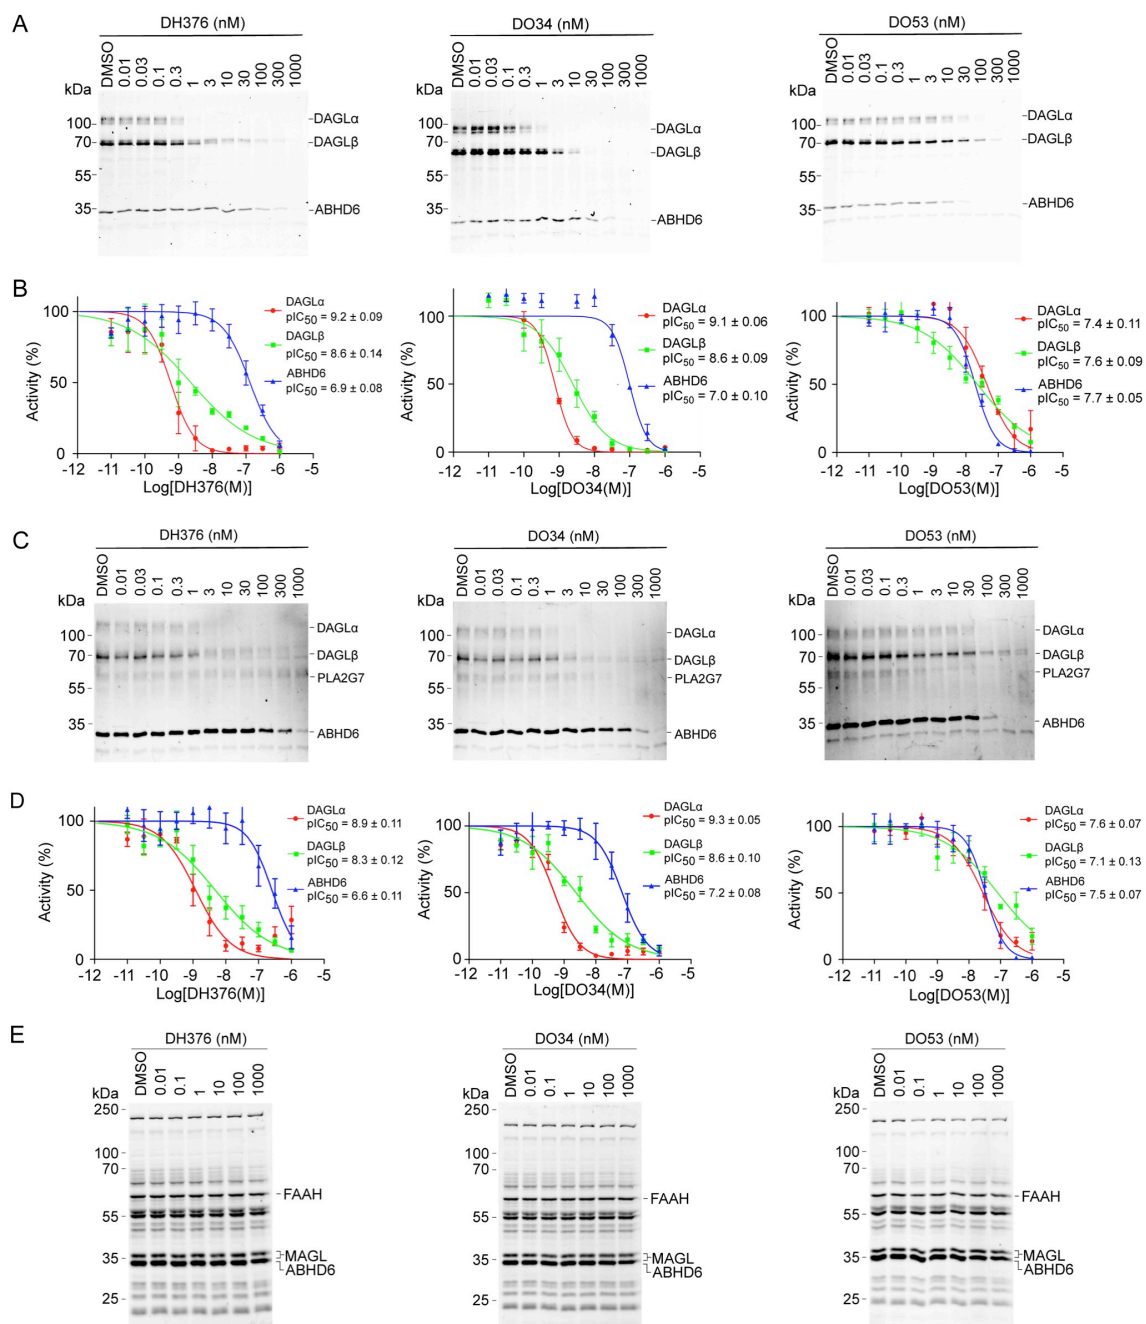 A
DH376 (nM)
DMSO
0.01
0.03
0.1
0.3
1
3
10
30
100
300
1000
kDa
100
70
55
35
DAGLα
DAGLβ
ABHD6
DO34 (nM)
DMSO
0.01
0.03
0.1
0.3
1
3
10
30
100
300
1000
kDa
100
70
55
35
DAGLα
DAGLβ
ABHD6
DO53 (nM)
DMSO
0.01
0.03
0.1
0.3
1
3
10
30
100
300
1000
kDa
100
70
55
35
DAGLα
DAGLβ
ABHD6
B
Activity (%)
100
50
0
-12 -11 -10 -9 -8 -7 -6 -5
Log[DH376(M)]
DAGLα
pIC50 = 9.2 ± 0.09
DAGLβ
pIC50 = 8.6 ± 0.14
ABHD6
pIC50 = 6.9 ± 0.08
Activity (%)
100
50
0
-12 -11 -10 -9 -8 -7 -6 -5
Log[DO34(M)]
DAGLα
pIC50 = 9.1 ± 0.06
DAGLβ
pIC50 = 8.6 ± 0.09
ABHD6
pIC50 = 7.0 ± 0.10
Activity (%)
100
50
0
-12 -11 -10 -9 -8 -7 -6 -5
Log[DO53(M)]
DAGLα
pIC50 = 7.4 ± 0.11
DAGLβ
pIC50 = 7.6 ± 0.09
ABHD6
pIC50 = 7.7 ± 0.05
C
DH376 (nM)
DMSO
0.01
0.03
0.1
0.3
1
3
10
30
100
300
1000
kDa
100
70
55
35
DAGLα
DAGLβ
PLA2G7
ABHD6
DO34 (nM)
DMSO
0.01
0.03
0.1
0.3
1
3
10
30
100
300
1000
kDa
100
70
55
35
DAGLα
DAGLβ
PLA2G7
ABHD6
DO53 (nM)
DMSO
0.01
0.03
0.1
0.3
1
3
10
30
100
300
1000
kDa
100
70
55
35
DAGLα
DAGLβ
PLA2G7
ABHD6
D
Activity (%)
100
50
0
-12 -11 -10 -9 -8 -7 -6 -5
Log[DH376(M)]
DAGLα
pIC50 = 8.9 ± 0.11
DAGLβ
pIC50 = 8.3 ± 0.12
ABHD6
pIC50 = 6.6 ± 0.11
Activity (%)
100
50
0
-12 -11 -10 -9 -8 -7 -6 -5
Log[DO34(M)]
DAGLα
pIC50 = 9.3 ± 0.05
DAGLβ
pIC50 = 8.6 ± 0.10
ABHD6
pIC50 = 7.2 ± 0.08
Activity (%)
100
50
0
-12 -11 -10 -9 -8 -7 -6 -5
Log[DO53(M)]
DAGLα
pIC50 = 7.6 ± 0.07
DAGLβ
pIC50 = 7.1 ± 0.13
ABHD6
pIC50 = 7.5 ± 0.07
E
DH376 (nM)
DMSO
0.01
0.1
1
10
100
1000
kDa
250
100
70
55
35
25
FAAH
MAGL
ABHD6
DO34 (nM)
DMSO
0.01
0.1
1
10
100
1000
kDa
250
100
70
55
35
25
FAAH
MAGL
ABHD6
DO53 (nM)
DMSO
0.01
0.1
1
10
100
1000
kDa
250
100
70
55
35
25
FAAH
MAGL
ABHD6